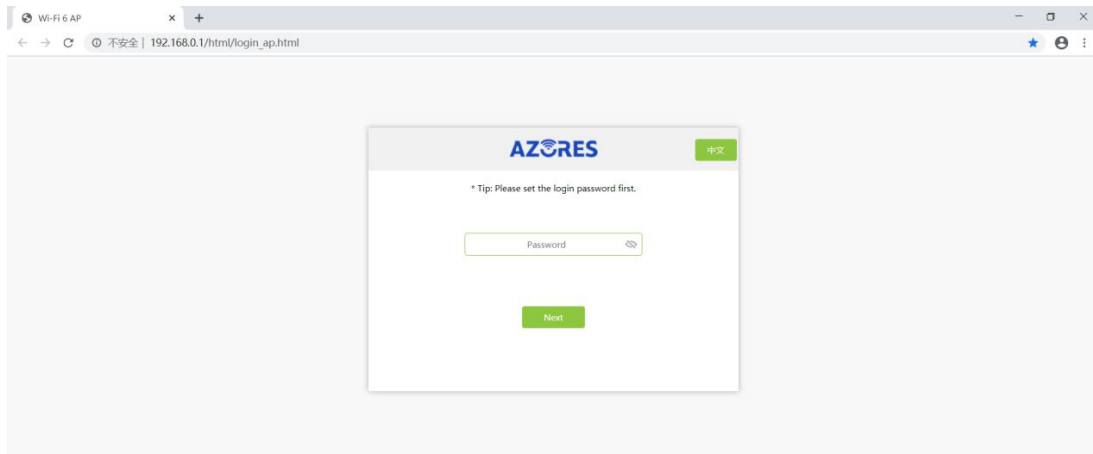 Wi-Fi 6 AP
不安全 | 192.168.0.1/html/login_ap.html
AZORES
中文
* Tip: Please set the login password first.
Password
Next